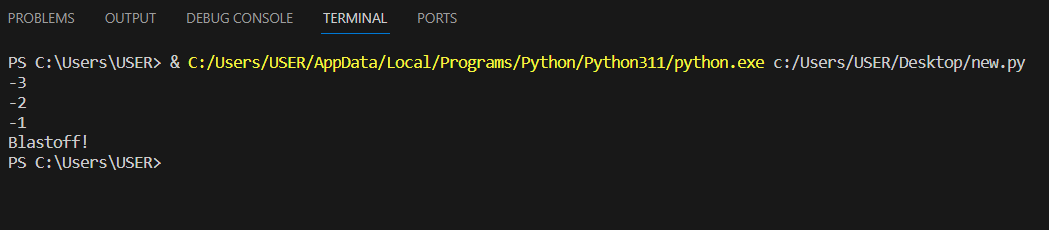 PROBLEMS OUTPUT DEBUG CONSOLE TERMINAL PORTS
PS C:\Users\USER> & C:/Users/USER/AppData/Local/Programs/Python/Python311/python.exe c:/Users/USER/Desktop/new.py
-3
-2
-1
Blastoff!
PS C:\Users\USER>